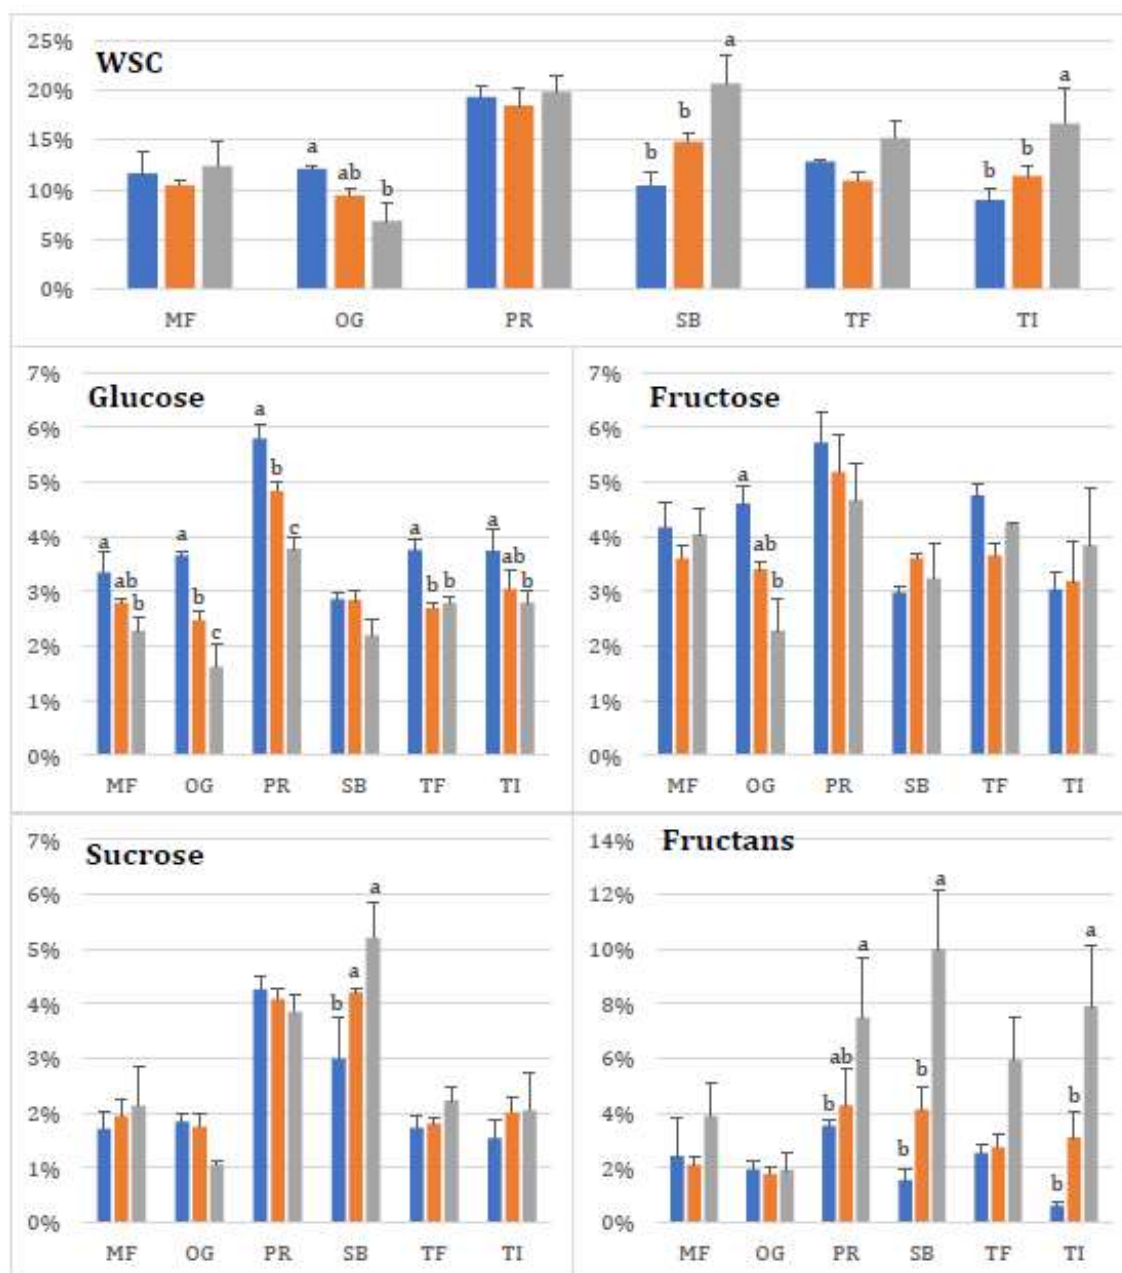 25%
WSC
a
20%
a
15%
a
ab
b
b
b
b
b
10%
5%
0%
MF OG PR SB TF TI
7%
Glucose
a
6%
b
5%
a
a
a
a
4%
c
ab
b
b
b
b
ab
b
3%
c
2%
1%
0%
MF OG PR SB TF TI
7%
Fructose
6%
a
5%
ab
4%
b
3%
2%
1%
0%
MF OG PR SB TF TI
7%
Sucrose
a
6%
5%
a
b
4%
3%
2%
1%
0%
MF OG PR SB TF TI
14%
Fructans
a
12%
a
a
10%
8%
ab
6%
b
b
b
4%
b
b
2%
0%
MF OG PR SB TF TI